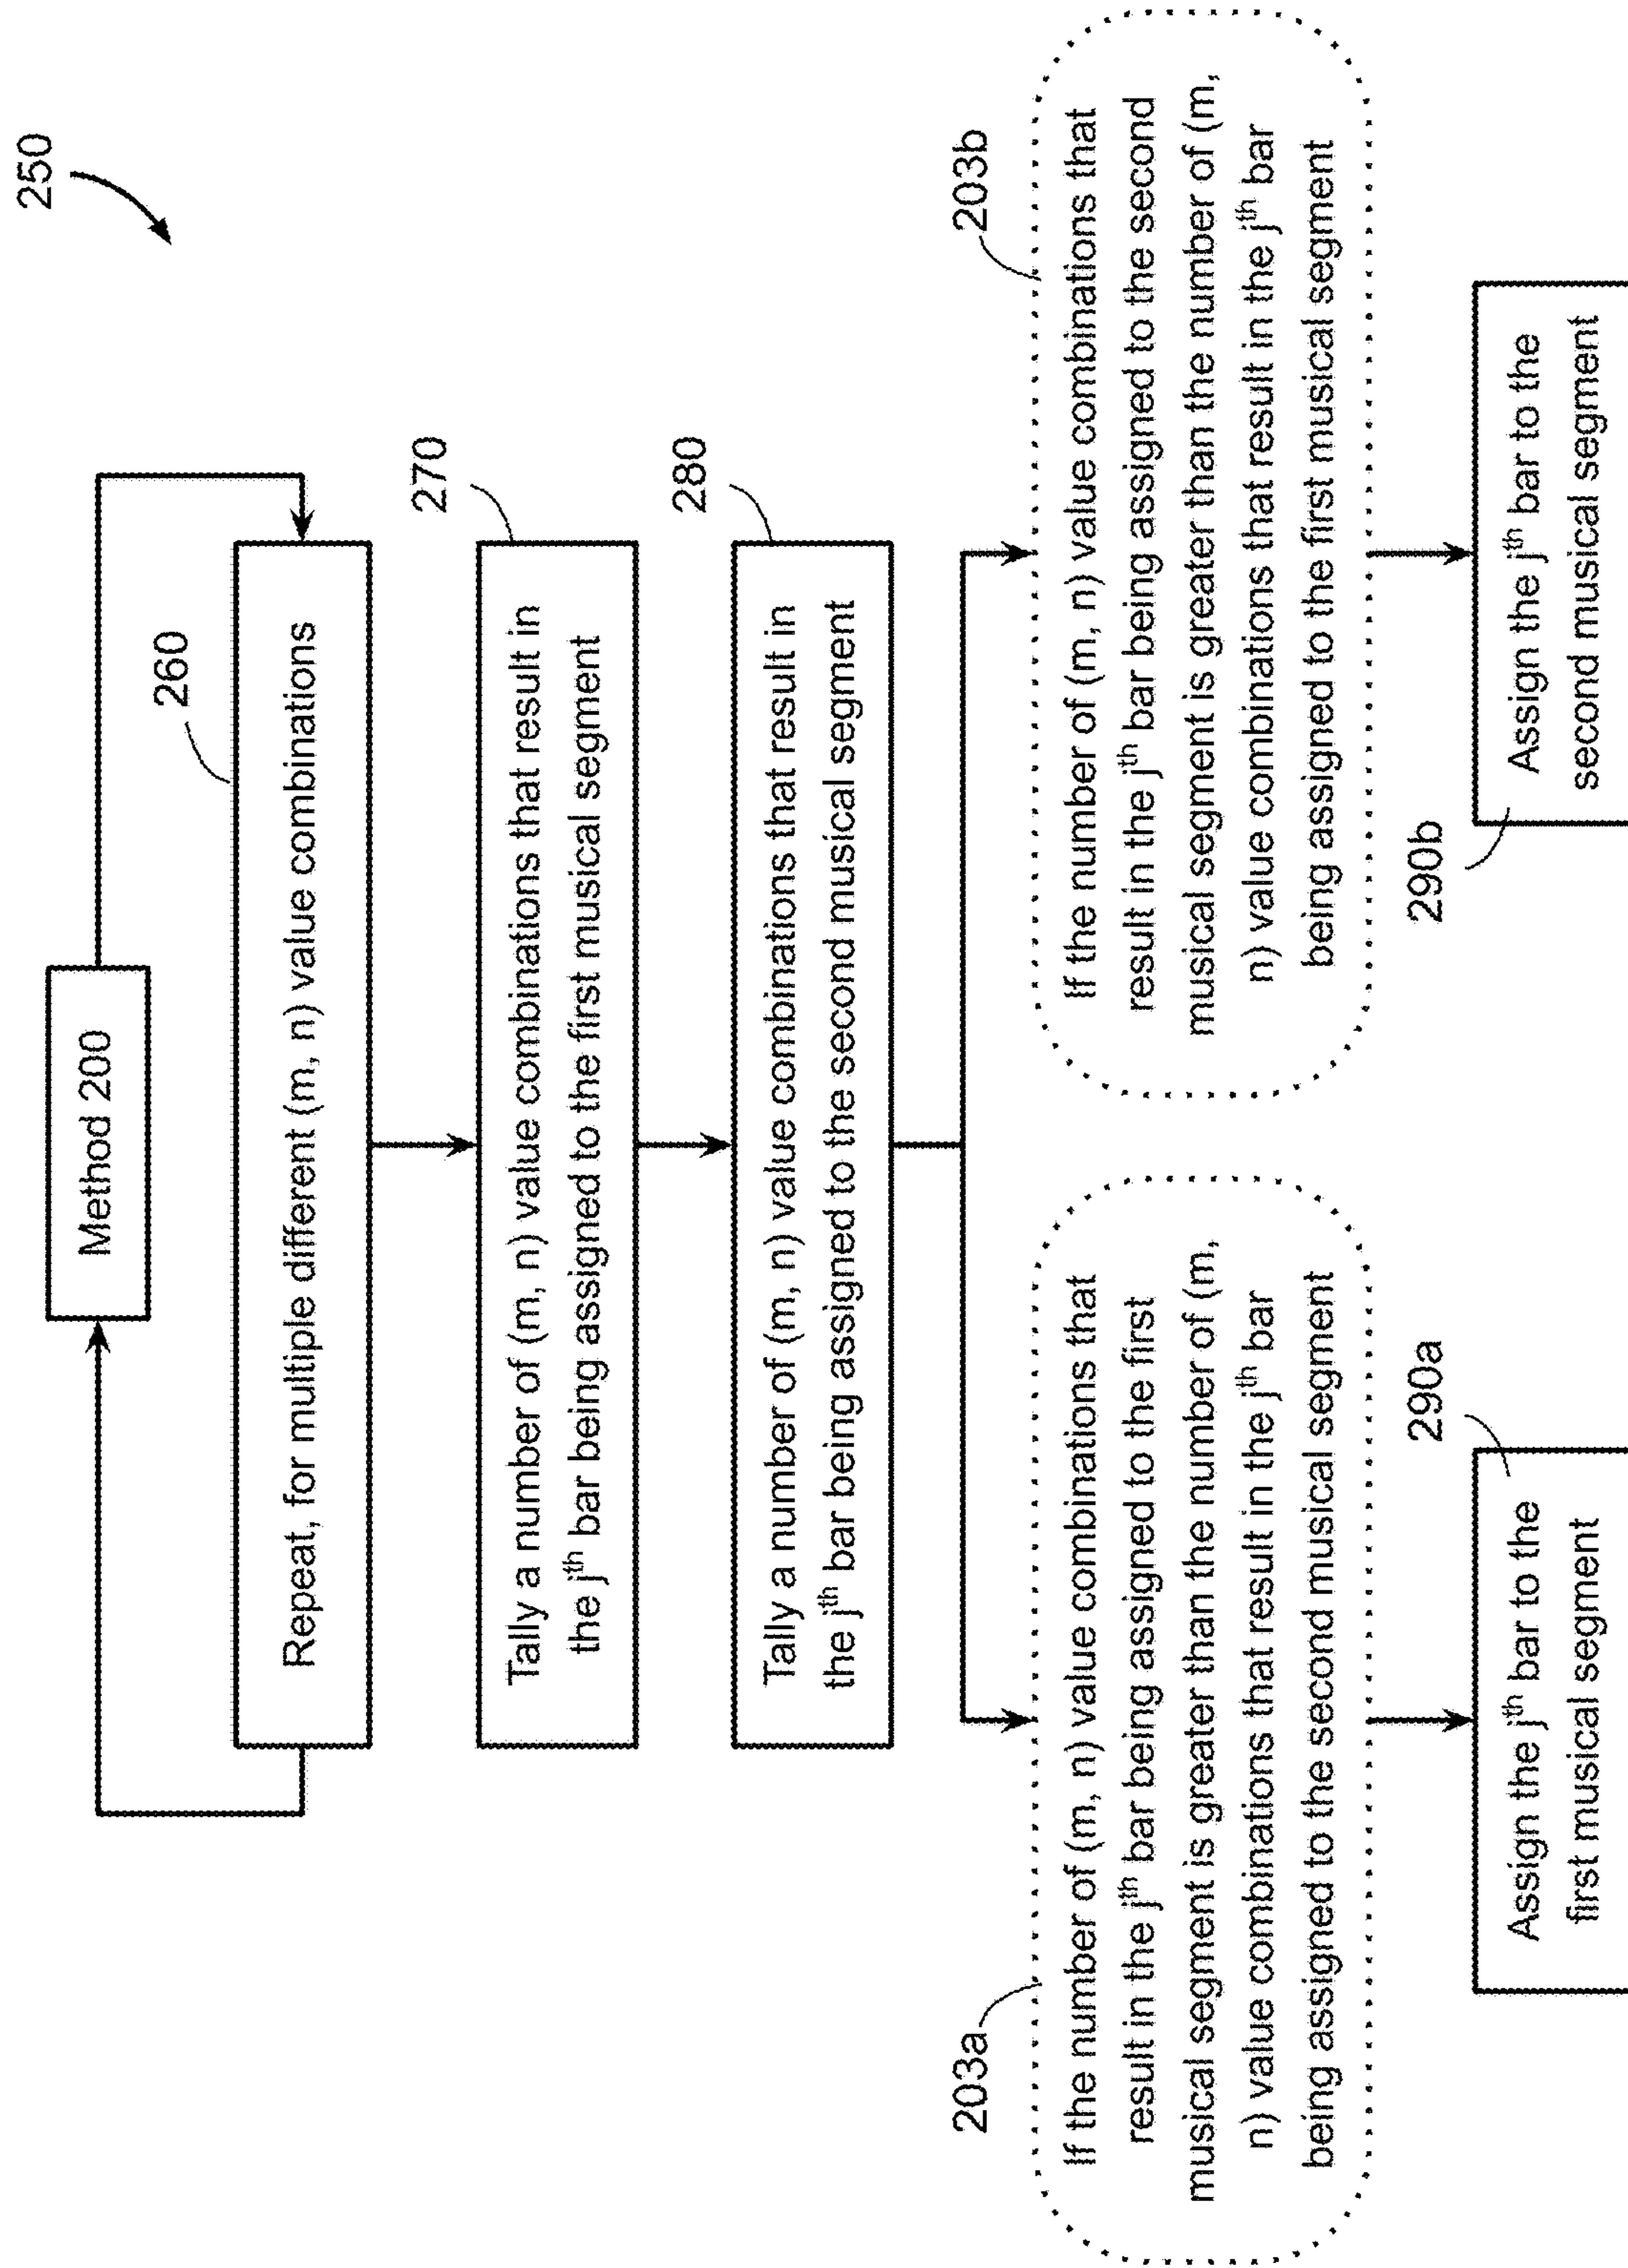 250
Method 200
260
Repeat, for multiple different (m, n) value combinations
270
Tally a number of (m, n) value combinations that result in
the jth bar being assigned to the first musical segment
280
Tally a number of (m, n) value combinations that result in
the jth bar being assigned to the second musical segment
203a
If the number of (m, n) value combinations that
result in the jth bar being assigned to the first
musical segment is greater than the number of (m,
n) value combinations that result in the jth bar
being assigned to the second musical segment
203b
If the number of (m, n) value combinations that
result in the jth bar being assigned to the second
musical segment is greater than the number of (m,
n) value combinations that result in the jth bar
being assigned to the first musical segment
290a
Assign the jth bar to the
first musical segment
290b
Assign the jth bar to the
second musical segment